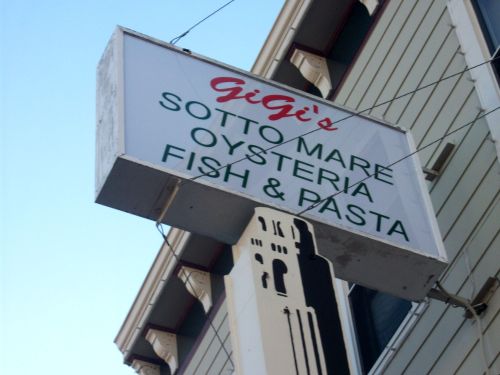 GiGi's
SOTTO MARE
OYSTERIA
FISH & PASTA